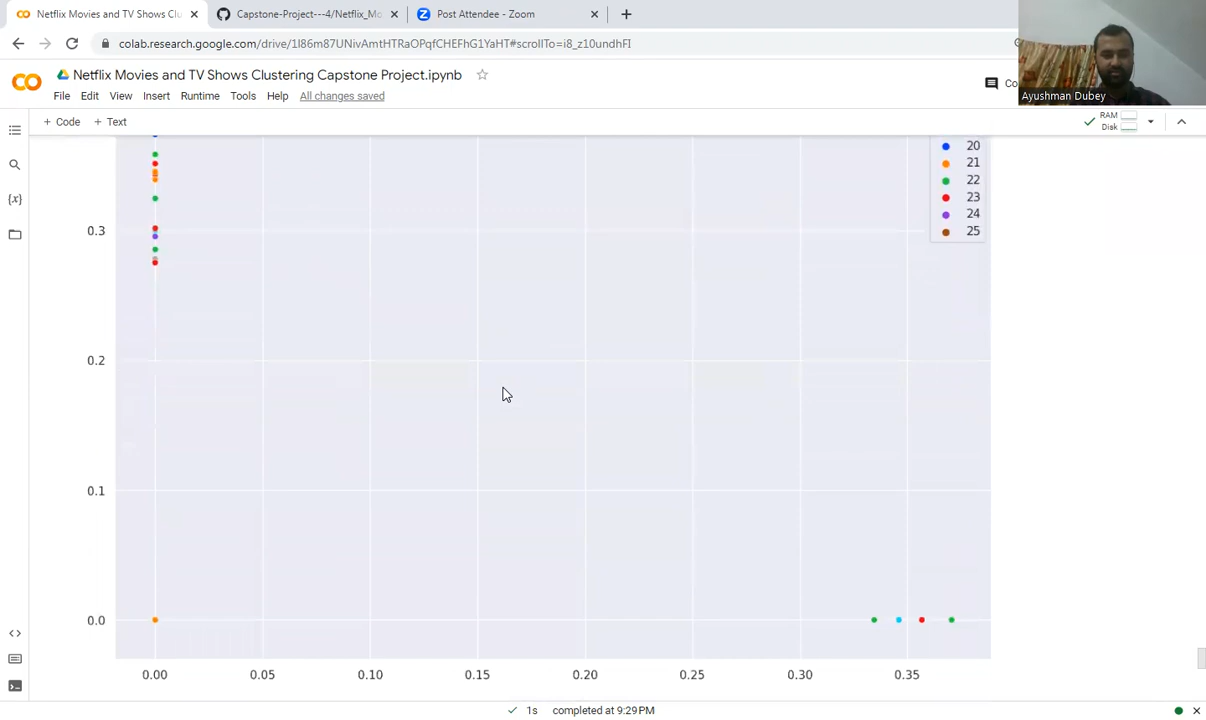 Netflix Movies and TV Shows Clu
Capstone-Project---4/Netflix_Mo
Post Attendee - Zoom
colab.research.google.com/drive/1l86m87UNivAmtHTRaOPqfCHEFhG1YaHT#scrollTo=i8_z10undhFI
Netflix Movies and TV Shows Clustering Capstone Project.ipynb
Co
Ayushman Dubey
File Edit View Insert Runtime Tools Help All changes saved
+ Code + Text
RAM
Disk
20
21
22
23
24
25
0.3
0.2
0.1
0.0
0.00 0.05 0.10 0.15 0.20 0.25 0.30 0.35
1s completed at 9:29PM